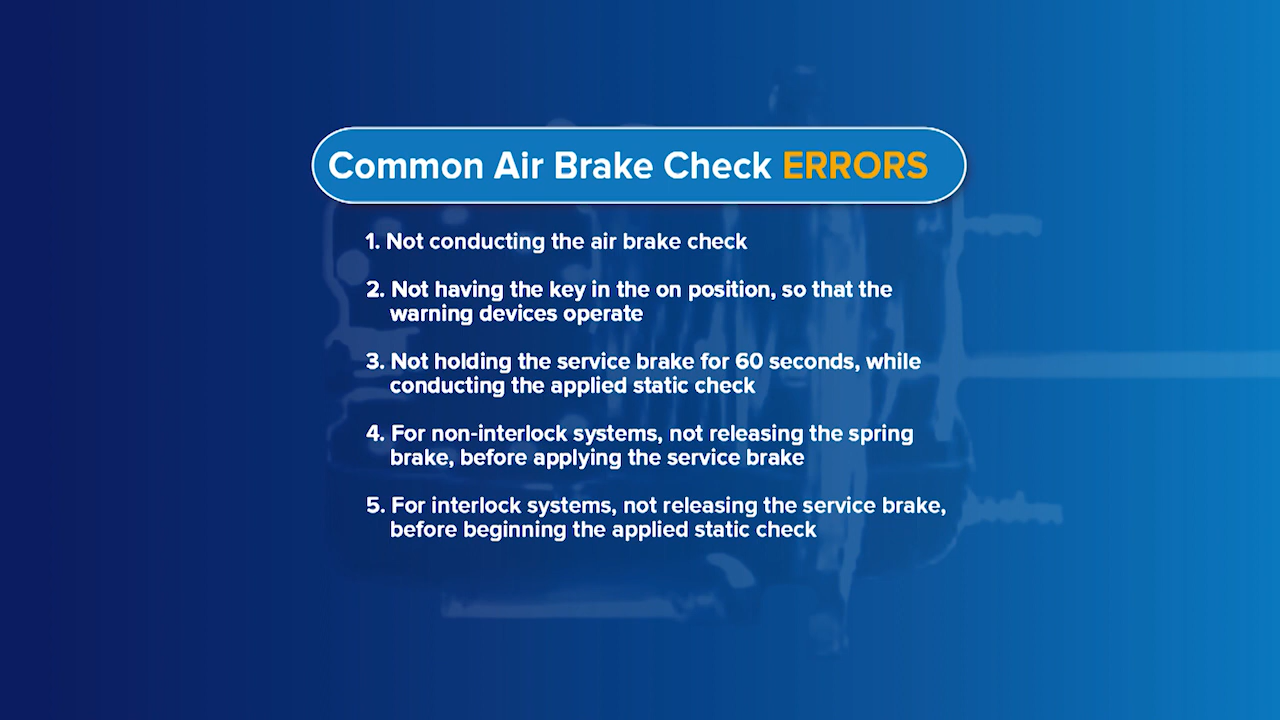 Common Air Brake Check ERRORS
1. Not conducting the air brake check
2. Not having the key in the on position, so that the
warning devices operate
3. Not holding the service brake for 60 seconds, while
conducting the applied static check
4. For non-interlock systems, not releasing the spring
brake, before applying the service brake
5. For interlock systems, not releasing the service brake,
before beginning the applied static check